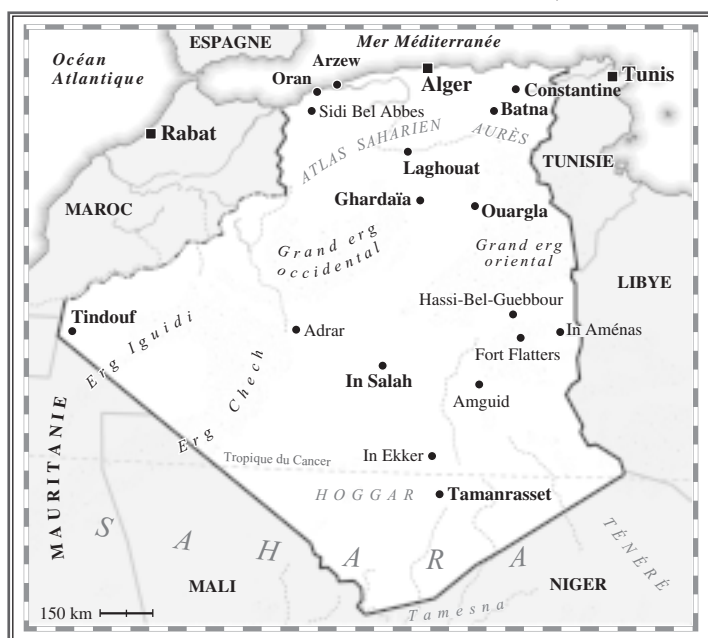 ESPAGNE
Mer Méditerranée
Océan
Atlantique
Arzew
Oran
Alger
Tunis
Constantine
Sidi Bel Abbes
Batna
Rabat
ATLAS SAHARIEN
AURÈS
Laghouat
TUNISIE
MAROC
Ghardaïa
Ouargla
Grand erg
occidental
Grand erg
oriental
LIBYE
Hassi-Bel-Guebbour
Tindouf
Erg Iguidi
Adrar
In Aménas
Fort Flatters
Erg Chech
In Salah
Amguid
MAURITANIE
In Ekker
Tropique du Cancer
HOGGAR
Tamanrasset
SAHARA
TÉNÉRÉ
MALI
NIGER
Tamesna
150 km